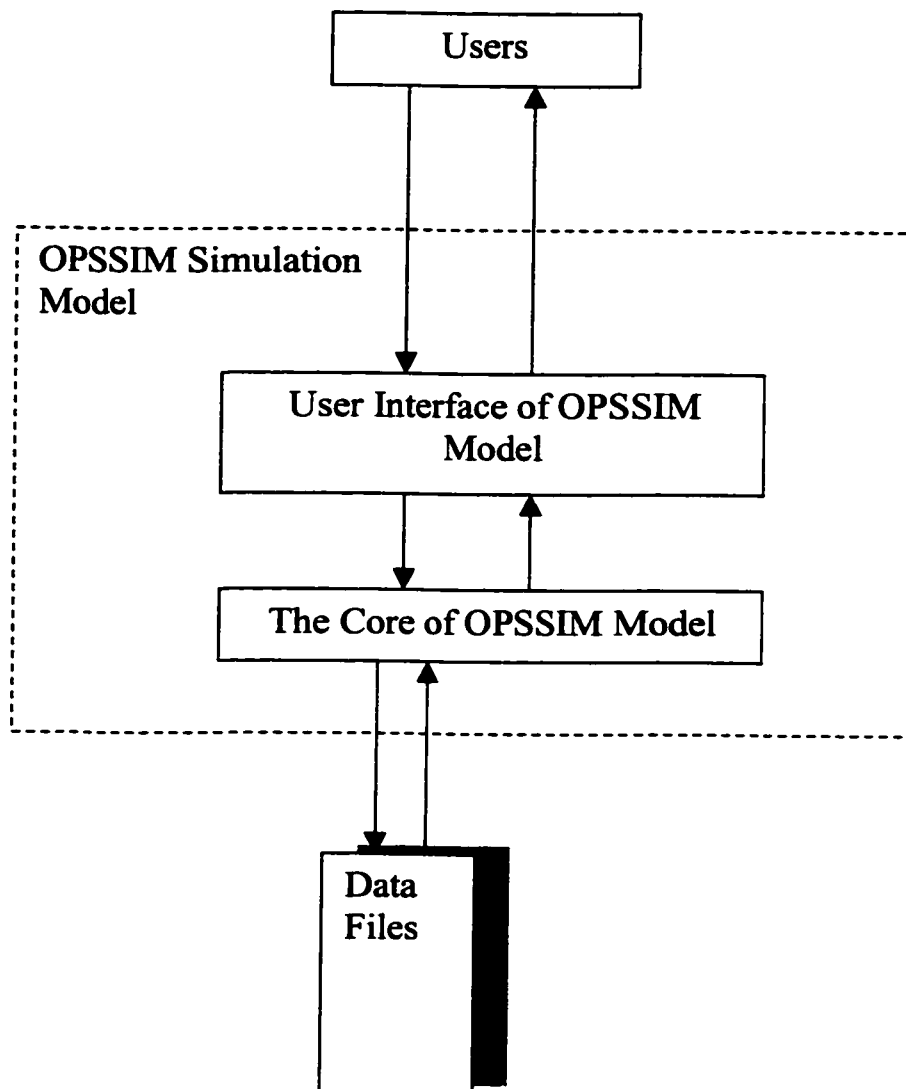 Users
OPSSIM Simulation
Model
User Interface of OPSSIM
Model
The Core of OPSSIM Model
Data
Files